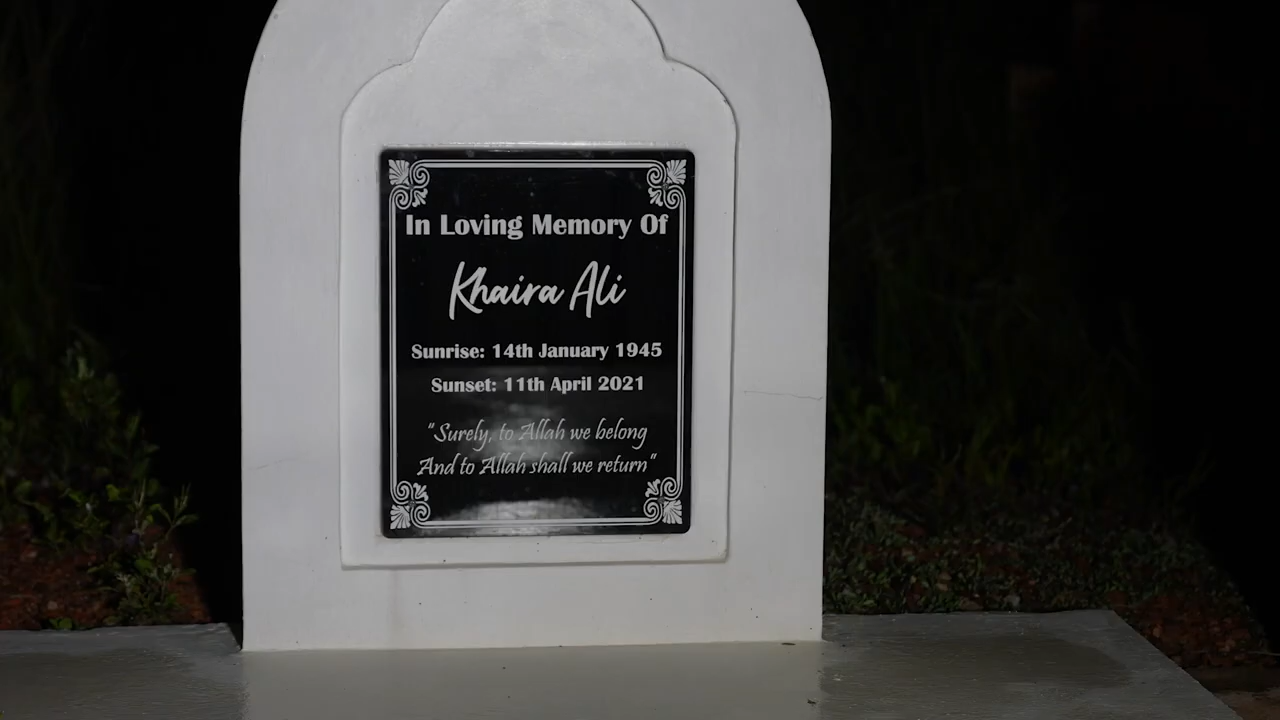 In Loving Memory Of
Khaira Ali
Sunrise: 14th January 1945
Sunset: 11th April 2021
"Surely, to Allah we belong
And to Allah shall we return"